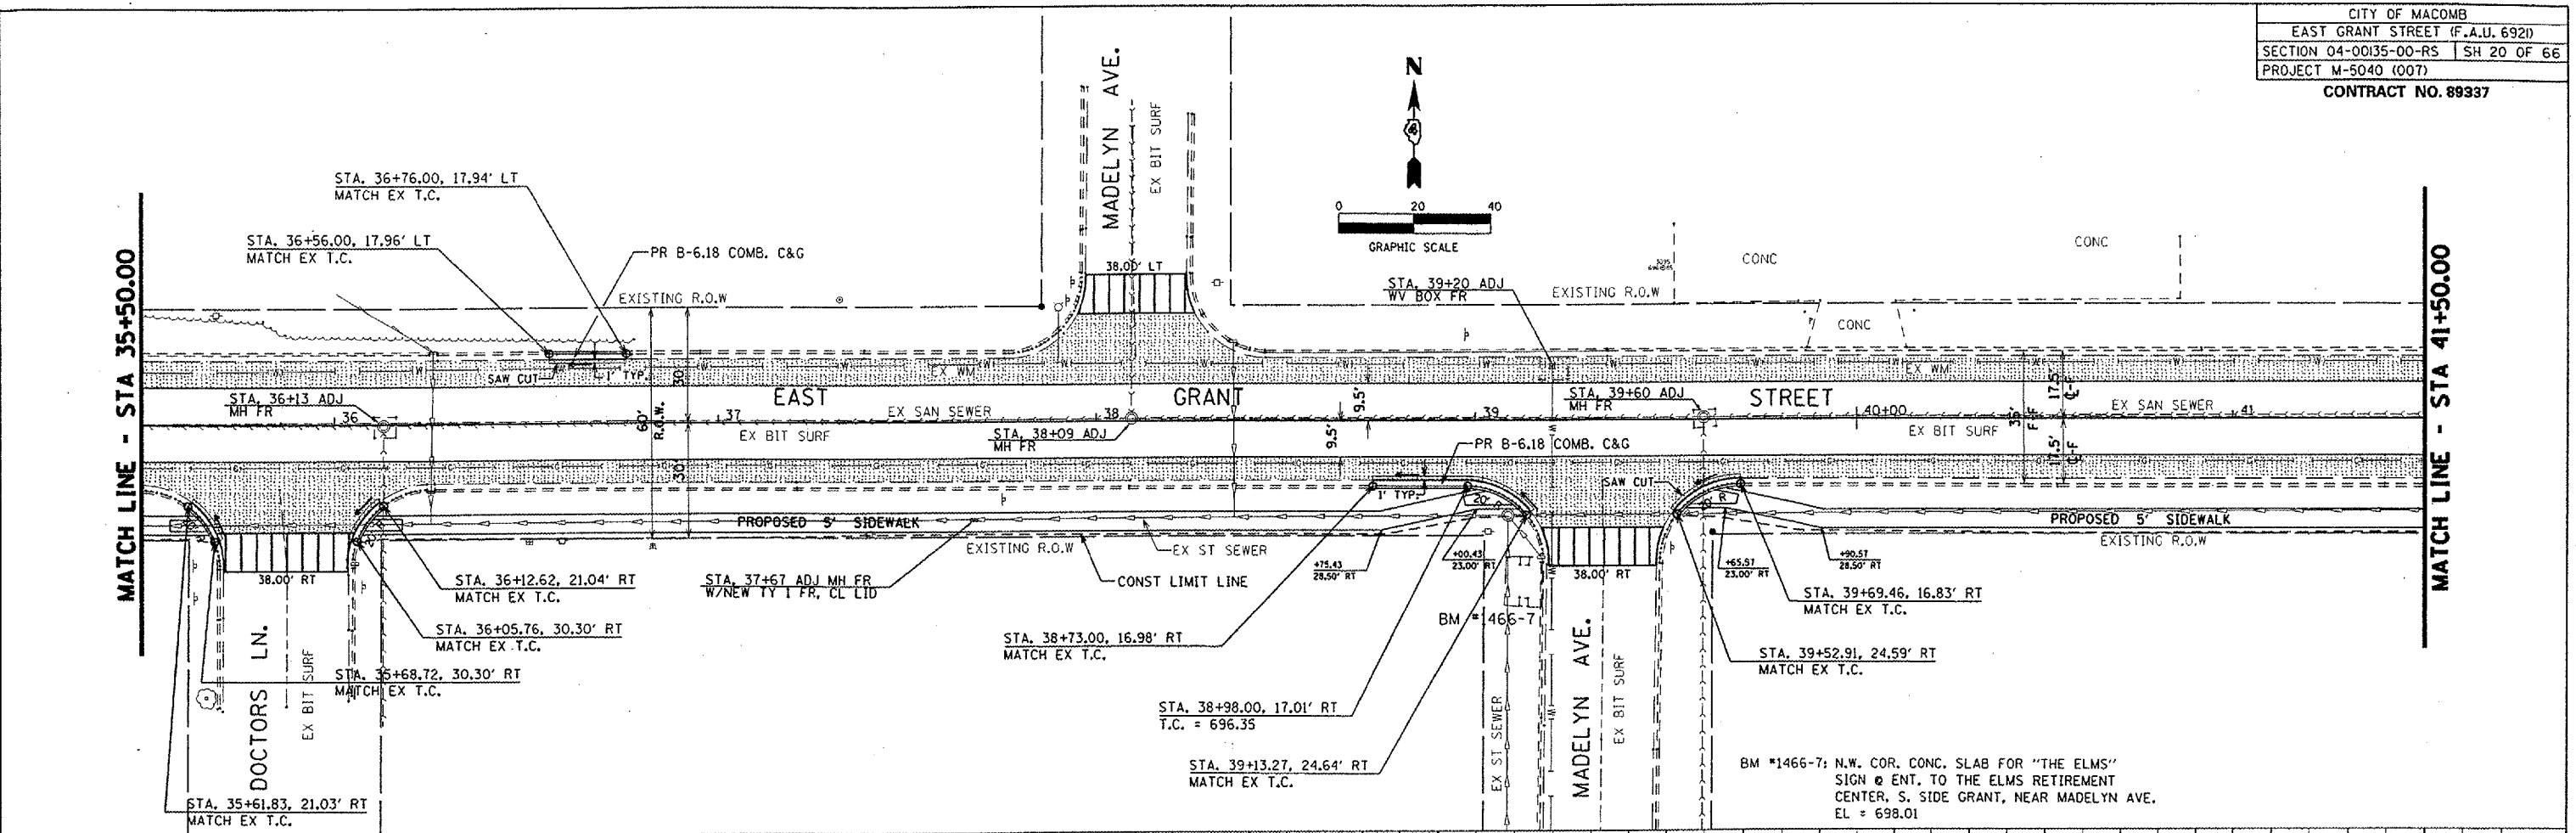 CITY OF MACOMB
EAST GRANT STREET (F.A.U. 6921)
SECTION 04-00135-00-RS SH 20 OF 66
PROJECT M-5040 (007)
CONTRACT NO. 89337
MATCH LINE - STA 35+50.00
MATCH LINE - STA 41+50.00
N
0 20 40
GRAPHIC SCALE
MADELYN AVE.
EX BIT SURF
STA. 36+76.00, 17.94' LT
MATCH EX T.C.
STA. 36+56.00, 17.96' LT
MATCH EX T.C.
PR B-6.18 COMB. C&G
EXISTING R.O.W
38.00' LT
STA. 39+20 ADJ
WV BOX FR
EXISTING R.O.W
CONC
CONC
CONC
SAW CUT
1' TYP.
EX WM
EX WM
30'
60'
R.O.W.
30'
EAST GRANT STREET
STA. 36+13 ADJ
MH FR
36 37 38 39 40+00 41
EX SAN SEWER
EX SAN SEWER
EX BIT SURF
EX BIT SURF
STA. 38+09 ADJ
MH FR
9.5'
9.5'
STA. 39+60 ADJ
MH FR
35'
F-F
17.5'
℄-F
17.5'
℄-F
PR B-6.18 COMB. C&G
SAW CUT
1' TYP.
20' R
PROPOSED 5' SIDEWALK
PROPOSED 5' SIDEWALK
EXISTING R.O.W
EXISTING R.O.W
EX ST SEWER
CONST LIMIT LINE
38.00' RT
38.00' RT
+75.43
28.50' RT
+00.43
23.00' RT
+65.57
23.00' RT
+90.57
28.50' RT
STA. 36+12.62, 21.04' RT
MATCH EX T.C.
STA. 37+67 ADJ MH FR
W/NEW TY 1 FR, CL LID
STA. 36+05.76, 30.30' RT
MATCH EX T.C.
STA. 35+68.72, 30.30' RT
MATCH EX T.C.
STA. 35+61.83, 21.03' RT
MATCH EX T.C.
DOCTORS LN.
EX BIT SURF
STA. 38+73.00, 16.98' RT
MATCH EX T.C.
STA. 38+98.00, 17.01' RT
T.C. = 696.35
STA. 39+13.27, 24.64' RT
MATCH EX T.C.
BM #1466-7
EX ST SEWER
MADELYN AVE.
EX BIT SURF
STA. 39+69.46, 16.83' RT
MATCH EX T.C.
STA. 39+52.91, 24.59' RT
MATCH EX T.C.
BM #1466-7: N.W. COR. CONC. SLAB FOR "THE ELMS"
SIGN @ ENT. TO THE ELMS RETIREMENT
CENTER, S. SIDE GRANT, NEAR MADELYN AVE.
EL = 698.01